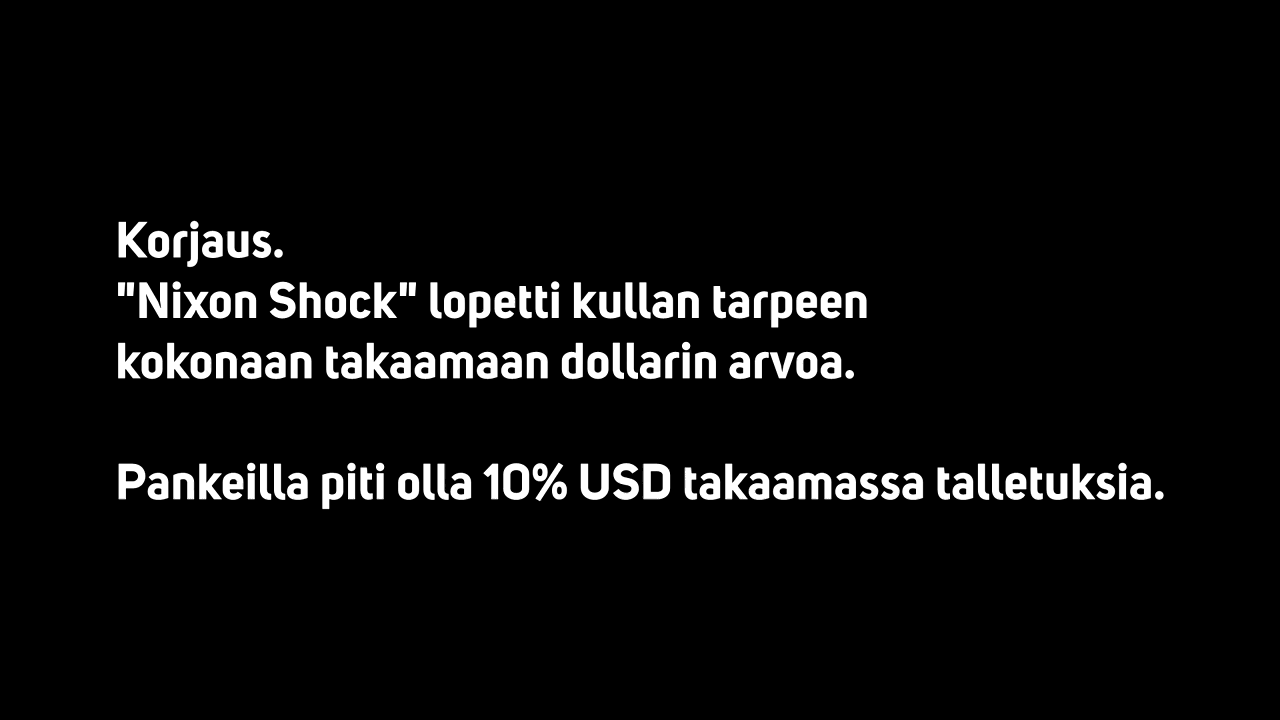 Korjaus.
"Nixon Shock" lopetti kullan tarpeen
kokonaan takaamaan dollarin arvoa.
Pankeilla piti olla 10% USD takaamassa talletuksia.